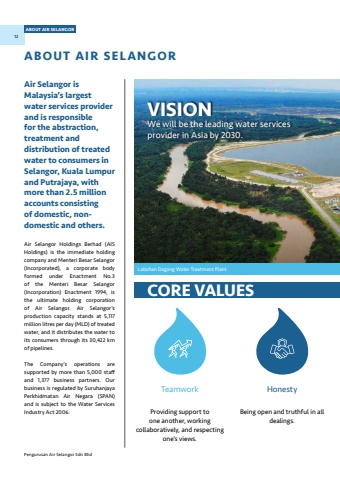 ABOUT AIR SELANGOR
12
ABOUT AIR SELANGOR
Air Selangor is
Malaysia's largest
water services provider
and is responsible
for the abstraction,
treatment and
distribution of treated
water to consumers in
Selangor, Kuala Lumpur
and Putrajaya, with
more than 2.5 million
accounts consisting
of domestic, non-
domestic and others.
Air Selangor Holdings Berhad (AIS
Holdings) is the immediate holding
company and Menteri Besar Selangor
(Incorporated), a corporate body
formed under Enactment No.3
of the Menteri Besar Selangor
(Incorporation) Enactment 1994, is
the ultimate holding corporation
of Air Selangor. Air Selangor's
production capacity stands at 5,117
million litres per day (MLD) of treated
water, and it distributes the water to
its consumers through its 30,422 km
of pipelines.
The Company's operations are
supported by more than 5,000 staff
and 1,377 business partners. Our
business is regulated by Suruhanjaya
Perkhidmatan Air Negara (SPAN)
and is subject to the Water Services
Industry Act 2006.
VISION
We will be the leading water services
provider in Asia by 2030.
Labohan Dagang Water Treatment Plant
CORE VALUES
Teamwork
Providing support to
one another, working
collaboratively, and respecting
one's views.
Honesty
Being open and truthful in all
dealings.
Pengurusan Air Selangor Sdn Bhd